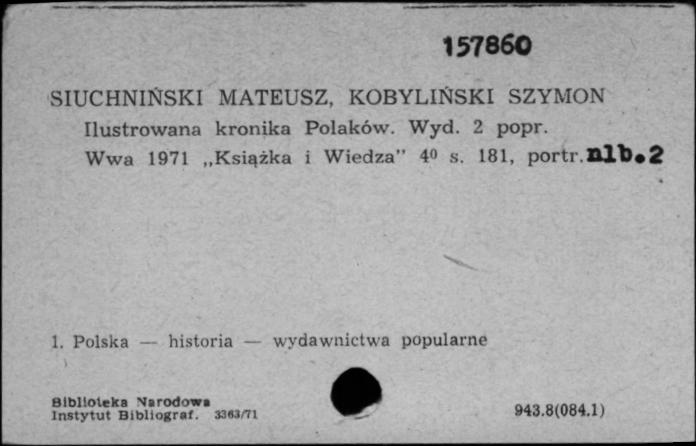 157860
SIUCHNIŃSKI MATEUSZ, KOBYLIŃSKI SZYMON
Ilustrowana kronika Polaków. Wyd. 2 popr.
Wwa 1971 „Książka i Wiedza” 4⁰ s. 181, portr.nlb.2
1. Polska — historia — wydawnictwa popularne
Biblioteka Narodowa
Instytut Bibliograf. 3363/71
943.8(084.1)